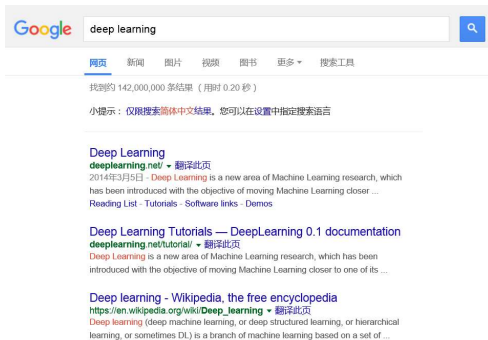 Google deep learning
网页 新闻 图片 视频 图书 更多 搜索工具
找到约 142,000,000 条结果 （用时 0.20 秒）
小提示： 仅限搜索简体中文结果。您可以在设置中指定搜索语言
Deep Learning
deeplearning.net/ 翻译此页
2014年3月5日 - Deep Learning is a new area of Machine Learning research, which
has been introduced with the objective of moving Machine Learning closer ...
Reading List - Tutorials - Software links - Demos
Deep Learning Tutorials — DeepLearning 0.1 documentation
deeplearning.net/tutorial/ 翻译此页
Deep Learning is a new area of Machine Learning research, which has been
introduced with the objective of moving Machine Learning closer to one of its ...
Deep learning - Wikipedia, the free encyclopedia
https://en.wikipedia.org/wiki/Deep_learning 翻译此页
Deep learning (deep machine learning, or deep structured learning, or hierarchical
learning, or sometimes DL) is a branch of machine learning based on a set of ...